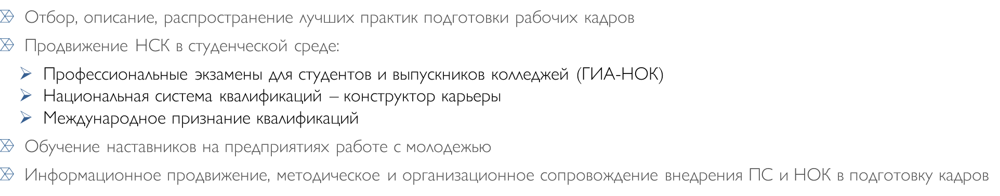 Отбор, описание, распространение лучших практик подготовки рабочих кадров
Продвижение НСК в студенческой среде:
Профессиональные экзамены для студентов и выпускников колледжей (ГИА-НОК)
Национальная система квалификаций – конструктор карьеры
Международное признание квалификаций
Обучение наставников на предприятиях работе с молодежью
Информационное продвижение, методическое и организационное сопровождение внедрения ПС и НОК в подготовку кадров